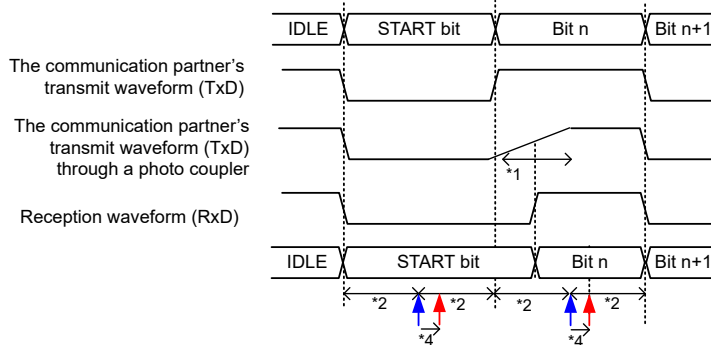 IDLE START bit Bit n Bit n+1
The communication partner's
transmit waveform (TxD)
The communication partner's
transmit waveform (TxD)
through a photo coupler
*1
Reception waveform (RxD)
IDLE START bit Bit n Bit n+1
*2 *2 *2 *2
*4 *4